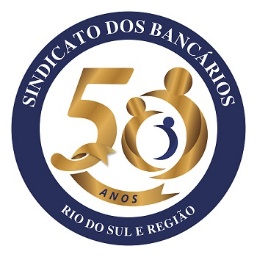 SINDICATO DOS BANCÁRIOS
50
ANOS
RIO DO SUL E REGIÃO